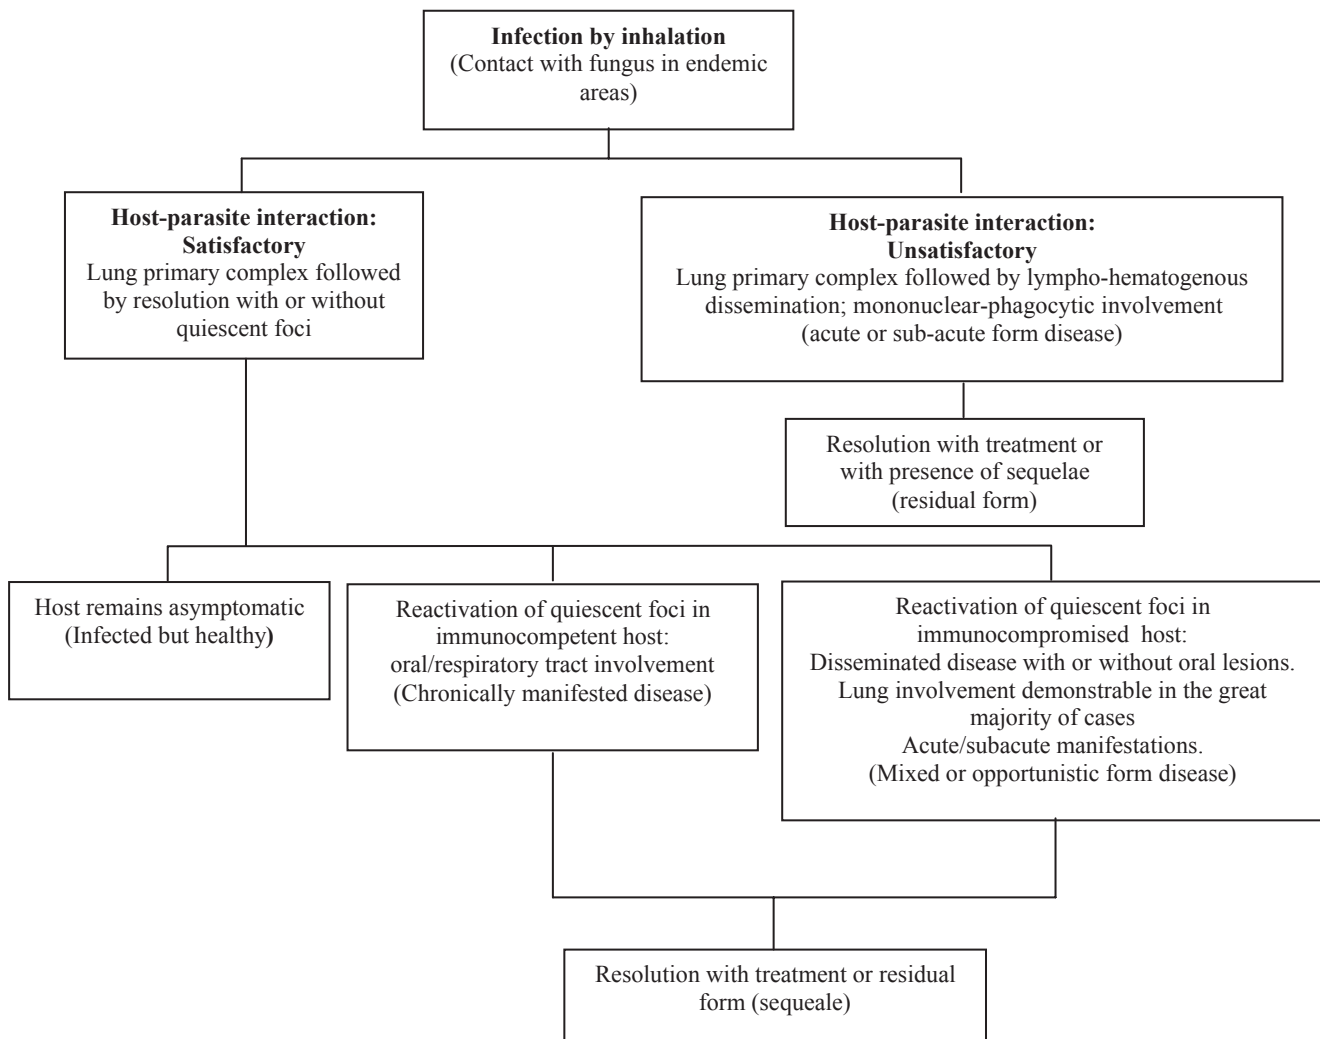 Infection by inhalation
(Contact with fungus in endemic
areas)
Host-parasite interaction:
Satisfactory
Lung primary complex followed
by resolution with or without
quiescent foci
Host-parasite interaction:
Unsatisfactory
Lung primary complex followed by lympho-hematogenous
dissemination; mononuclear-phagocytic involvement
(acute or sub-acute form disease)
Resolution with treatment or
with presence of sequelae
(residual form)
Host remains asymptomatic
(Infected but healthy)
Reactivation of quiescent foci in
immunocompetent host:
oral/respiratory tract involvement
(Chronically manifested disease)
Reactivation of quiescent foci in
immunocompromised host:
Disseminated disease with or without oral lesions.
Lung involvement demonstrable in the great
majority of cases
Acute/subacute manifestations.
(Mixed or opportunistic form disease)
Resolution with treatment or residual
form (sequeale)